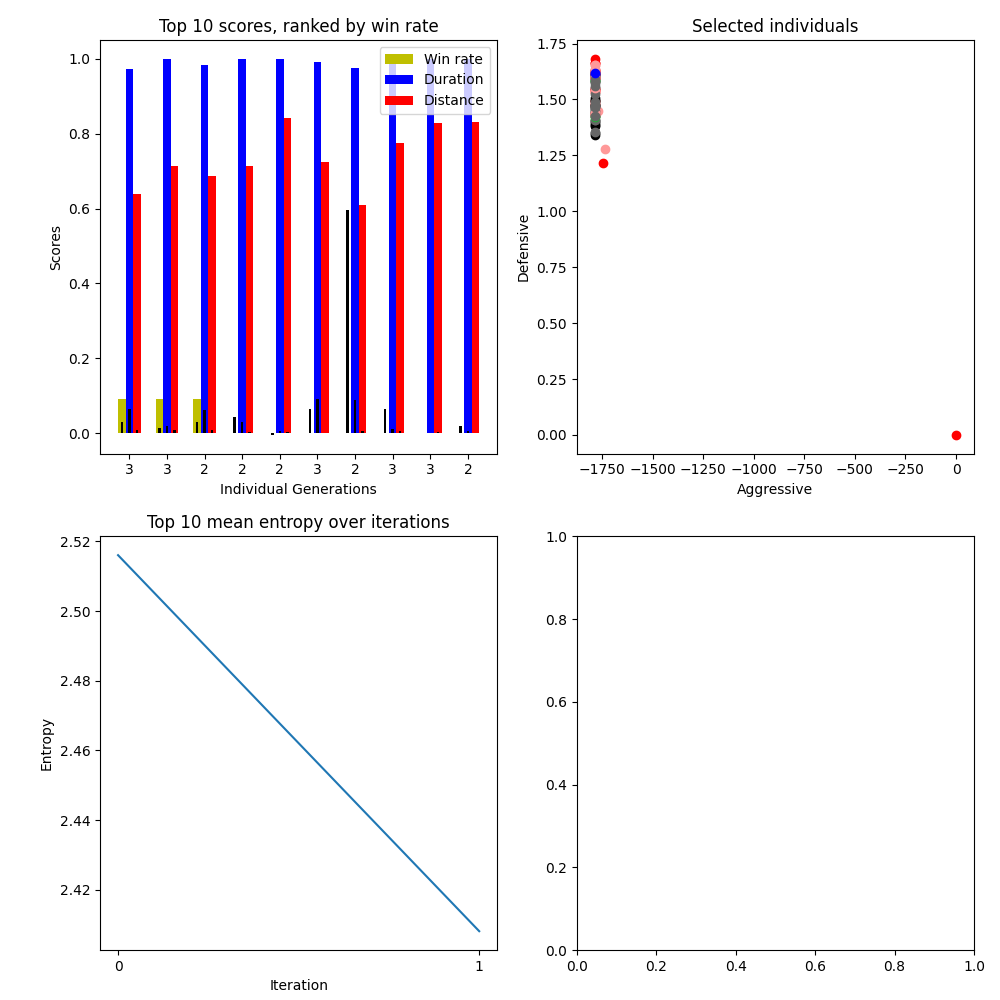 Top 10 scores, ranked by win rate
Win rate
Duration
Distance
1.0
0.8
0.6
0.4
0.2
0.0
Scores
3 3 2 2 2 3 2 3 3 2
Individual Generations
Selected individuals
1.75
1.50
1.25
1.00
0.75
0.50
0.25
0.00
Defensive
−1750 −1500 −1250 −1000 −750 −500 −250 0
Aggressive
Top 10 mean entropy over iterations
2.52
2.50
2.48
2.46
2.44
2.42
Entropy
0 1
Iteration
1.0
0.8
0.6
0.4
0.2
0.0
0.0 0.2 0.4 0.6 0.8 1.0